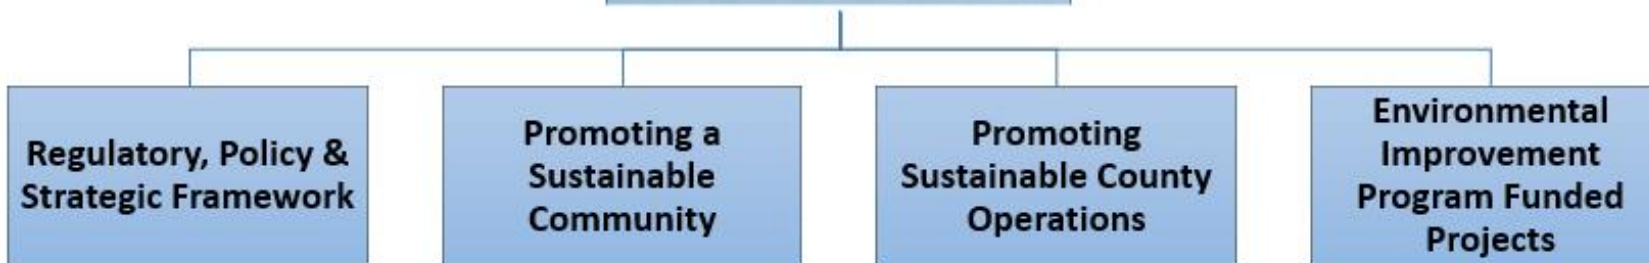 Regulatory, Policy &
Strategic Framework
Promoting a
Sustainable
Community
Promoting
Sustainable County
Operations
Environmental
Improvement
Program Funded
Projects